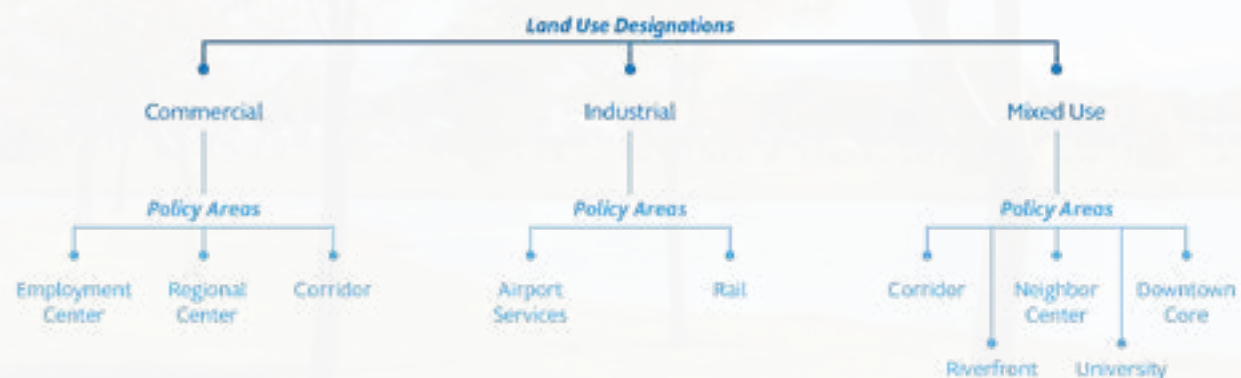 Land Use Designations
Commercial
Industrial
Mixed Use
Policy Areas
Policy Areas
Policy Areas
Employment
Center
Regional
Center
Corridor
Airport
Services
Rail
Corridor
Neighbor
Center
Downtown
Core
Riverfront
University